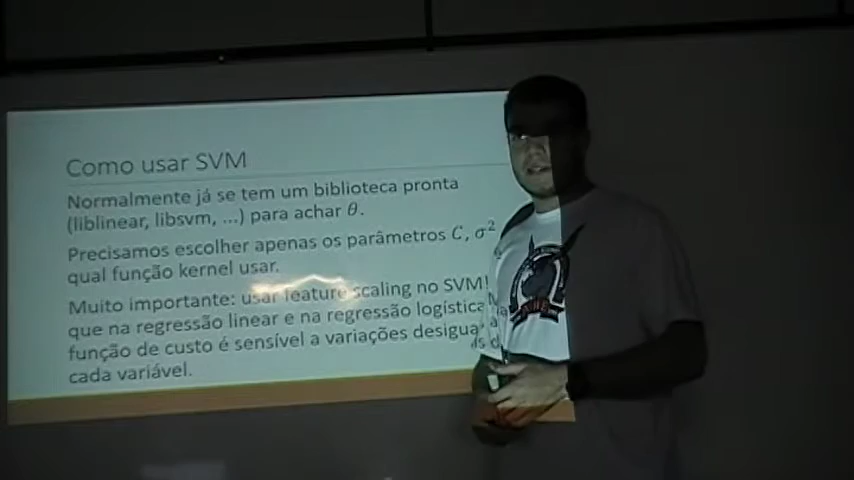 Como usar SVM
Normalmente já se tem um biblioteca pronta
(liblinear, libsvm, ...) para achar θ.
Precisamos escolher apenas os parâmetros C, σ²
qual função kernel usar.
Muito importante: usar feature scaling no SVM!
que na regressão linear e na regressão logística
função de custo é sensível a variações desigua
cada variável.